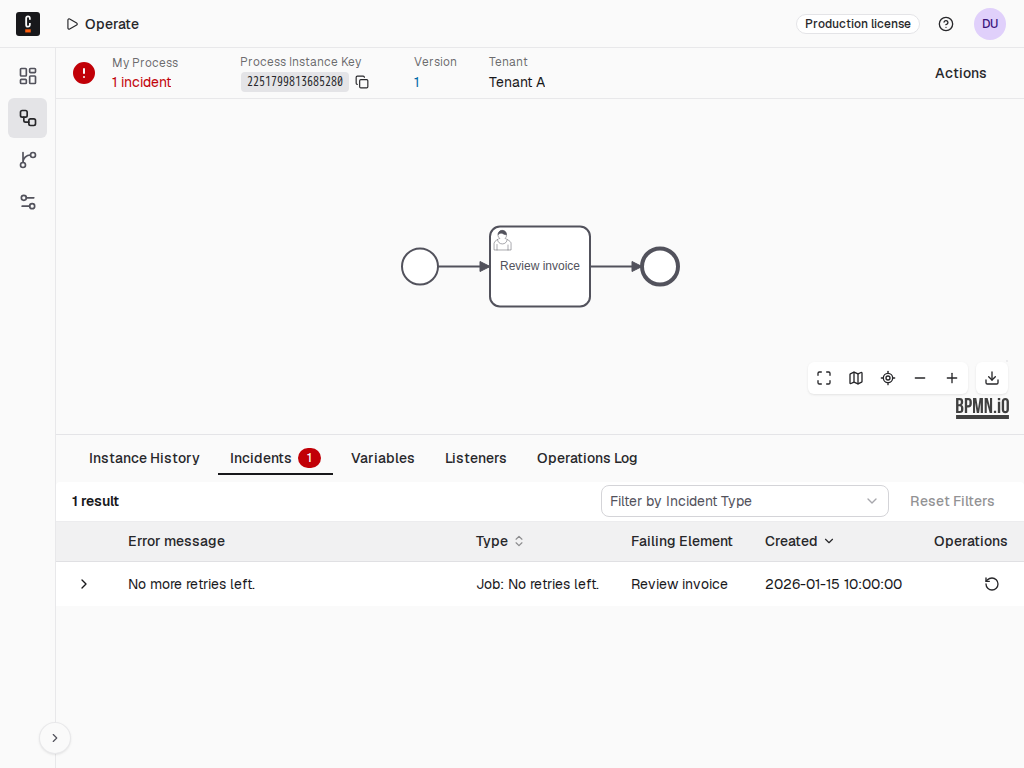 C
Operate
Production license
DU
My Process
1 incident
Process Instance Key
2251799813685280
Version
1
Tenant
Tenant A
Actions
Review invoice
BPMN.iO
Instance History
Incidents 1
Variables
Listeners
Operations Log
1 result
Filter by Incident Type
Reset Filters
Error message
Type
Failing Element
Created
Operations
No more retries left.
Job: No retries left.
Review invoice
2026-01-15 10:00:00